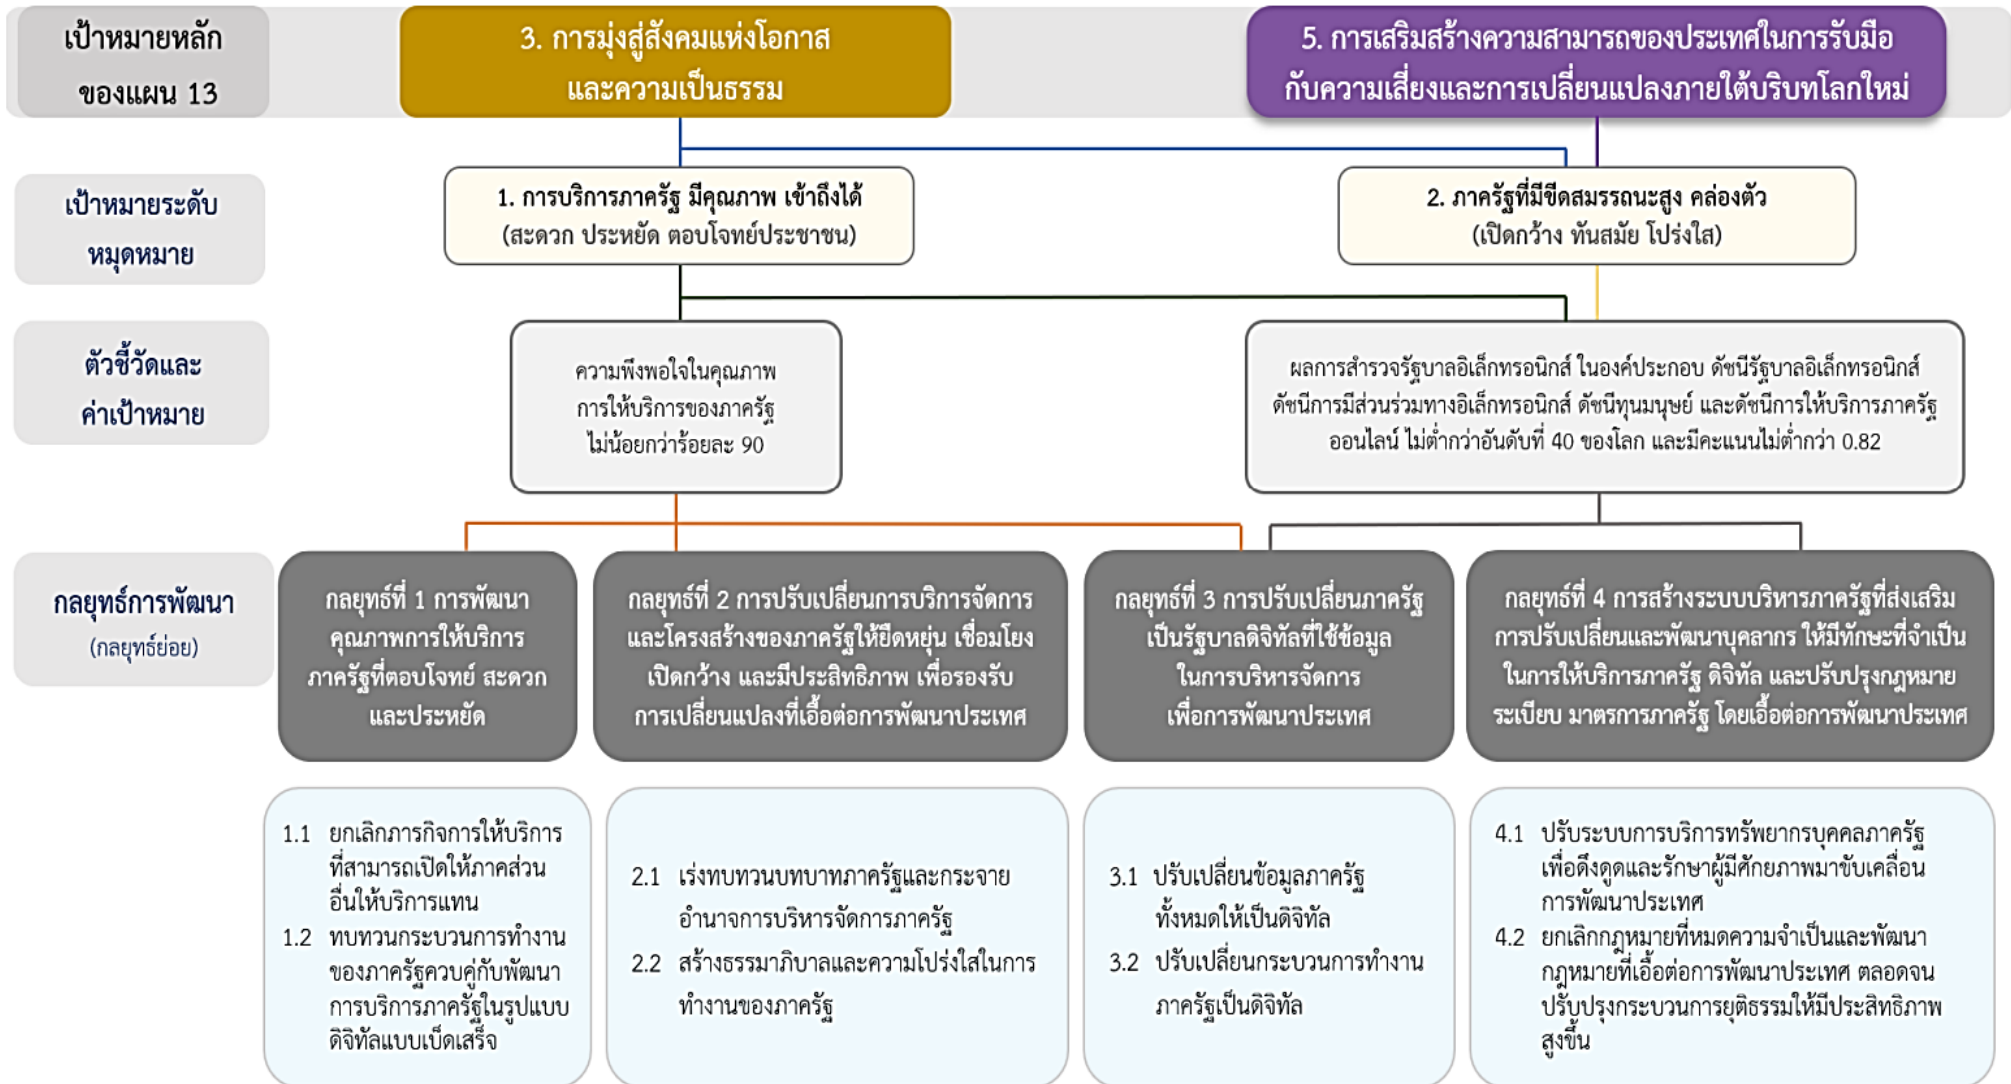 เป้าหมายหลัก
ของแผน 13
3. การมุ่งสู่สังคมแห่งโอกาส
และความเป็นธรรม
5. การเสริมสร้างความสามารถของประเทศในการรับมือ
กับความเสี่ยงและการเปลี่ยนแปลงภายใต้บริบทโลกใหม่
เป้าหมายระดับ
หมุดหมาย
1. การบริการภาครัฐ มีคุณภาพ เข้าถึงได้
(สะดวก ประหยัด ตอบโจทย์ประชาชน)
2. ภาครัฐที่มีขีดสมรรถนะสูง คล่องตัว
(เปิดกว้าง ทันสมัย โปร่งใส)
ตัวชี้วัดและ
ค่าเป้าหมาย
ความพึงพอใจในคุณภาพ
การให้บริการของภาครัฐ
ไม่น้อยกว่าร้อยละ 90
ผลการสำรวจรัฐบาลอิเล็กทรอนิกส์ ในองค์ประกอบ ดัชนีรัฐบาลอิเล็กทรอนิกส์
ดัชนีการมีส่วนร่วมทางอิเล็กทรอนิกส์ ดัชนีทุนมนุษย์ และดัชนีการให้บริการภาครัฐ
ออนไลน์ ไม่ต่ำกว่าอันดับที่ 40 ของโลก และมีคะแนนไม่ต่ำกว่า 0.82
กลยุทธ์การพัฒนา
(กลยุทธ์ย่อย)
กลยุทธ์ที่ 1 การพัฒนา
คุณภาพการให้บริการ
ภาครัฐที่ตอบโจทย์ สะดวก
และประหยัด
กลยุทธ์ที่ 2 การปรับเปลี่ยนการบริการจัดการ
และโครงสร้างของภาครัฐให้ยืดหยุ่น เชื่อมโยง
เปิดกว้าง และมีประสิทธิภาพ เพื่อรองรับ
การเปลี่ยนแปลงที่เอื้อต่อการพัฒนาประเทศ
กลยุทธ์ที่ 3 การปรับเปลี่ยนภาครัฐ
เป็นรัฐบาลดิจิทัลที่ใช้ข้อมูล
ในการบริหารจัดการ
เพื่อการพัฒนาประเทศ
กลยุทธ์ที่ 4 การสร้างระบบบริหารภาครัฐที่ส่งเสริม
การปรับเปลี่ยนและพัฒนาบุคลากร ให้มีทักษะที่จำเป็น
ในการให้บริการภาครัฐ ดิจิทัล และปรับปรุงกฎหมาย
ระเบียบ มาตรการภาครัฐ โดยเอื้อต่อการพัฒนาประเทศ
1.1 ยกเลิกภารกิจการให้บริการ
ที่สามารถเปิดให้ภาคส่วน
อื่นให้บริการแทน
1.2 ทบทวนกระบวนการทำงาน
ของภาครัฐควบคู่กับพัฒนา
การบริการภาครัฐในรูปแบบ
ดิจิทัลแบบเบ็ดเสร็จ
2.1 เร่งทบทวนบทบาทภาครัฐและกระจาย
อำนาจการบริหารจัดการภาครัฐ
2.2 สร้างธรรมาภิบาลและความโปร่งใสในการ
ทำงานของภาครัฐ
3.1 ปรับเปลี่ยนข้อมูลภาครัฐ
ทั้งหมดให้เป็นดิจิทัล
3.2 ปรับเปลี่ยนกระบวนการทำงาน
ภาครัฐเป็นดิจิทัล
4.1 ปรับระบบการบริการทรัพยากรบุคคลภาครัฐ
เพื่อดึงดูดและรักษาผู้มีศักยภาพมาขับเคลื่อน
การพัฒนาประเทศ
4.2 ยกเลิกกฎหมายที่หมดความจำเป็นและพัฒนา
กฎหมายที่เอื้อต่อการพัฒนาประเทศ ตลอดจน
ปรับปรุงกระบวนการยุติธรรมให้มีประสิทธิภาพ
สูงขึ้น